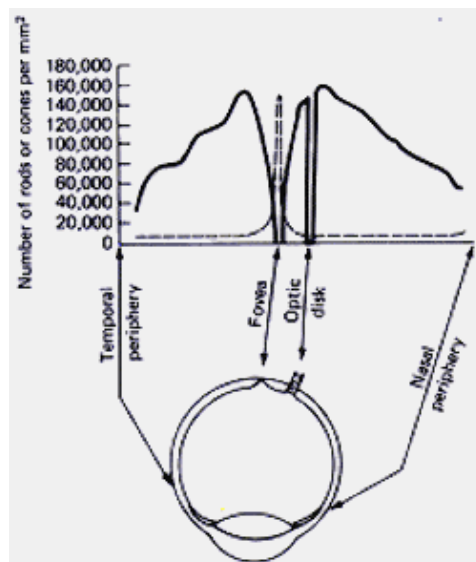 Number of rods or cones per mm²
180,000
160,000
140,000
120,000
100,000
80,000
60,000
40,000
20,000
0
Temporal
periphery
Fovea
Optic
disk
Nasal
periphery